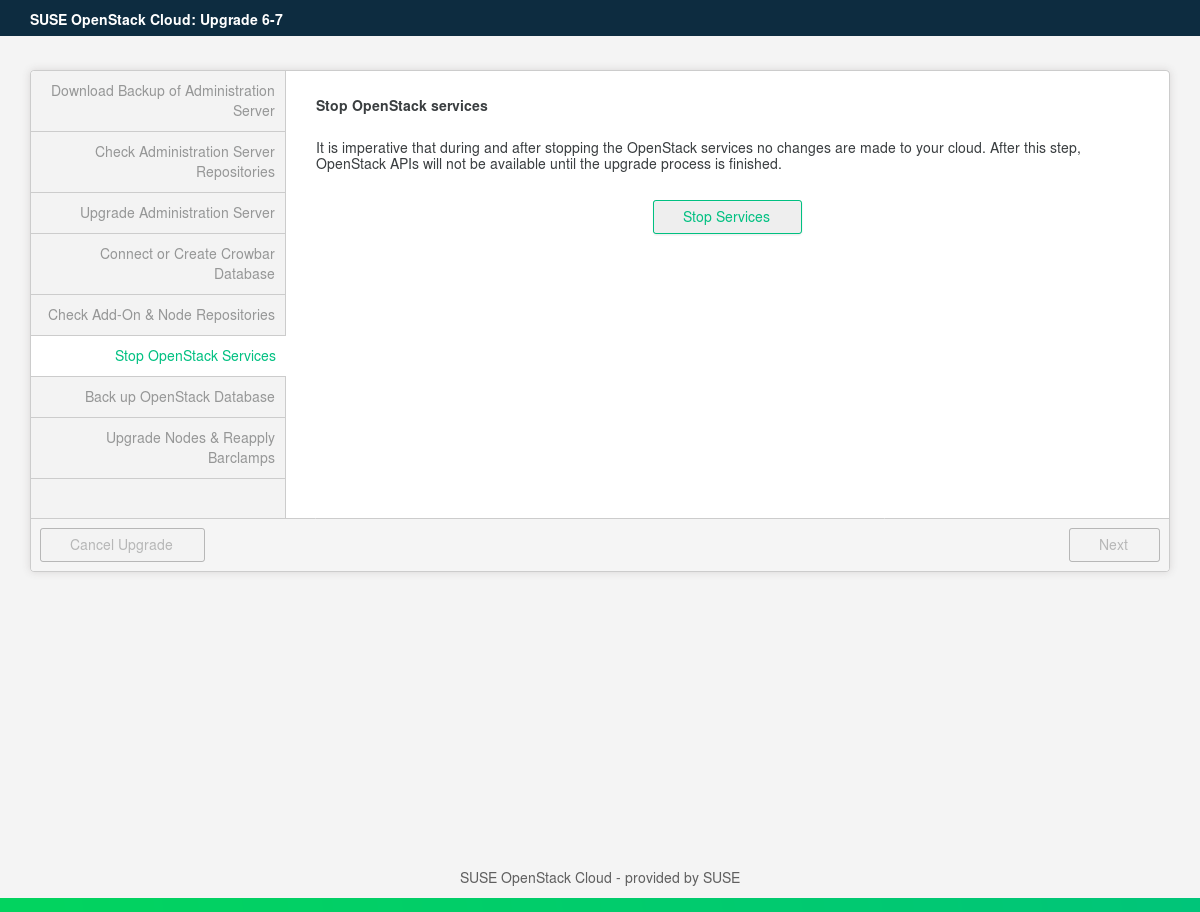 SUSE OpenStack Cloud: Upgrade 6-7
Download Backup of Administration
Server
Check Administration Server
Repositories
Upgrade Administration Server
Connect or Create Crowbar
Database
Check Add-On & Node Repositories
Stop OpenStack Services
Back up OpenStack Database
Upgrade Nodes & Reapply
Barclamps
Stop OpenStack services
It is imperative that during and after stopping the OpenStack services no changes are made to your cloud. After this step,
OpenStack APIs will not be available until the upgrade process is finished.
Stop Services
Cancel Upgrade
Next
SUSE OpenStack Cloud - provided by SUSE